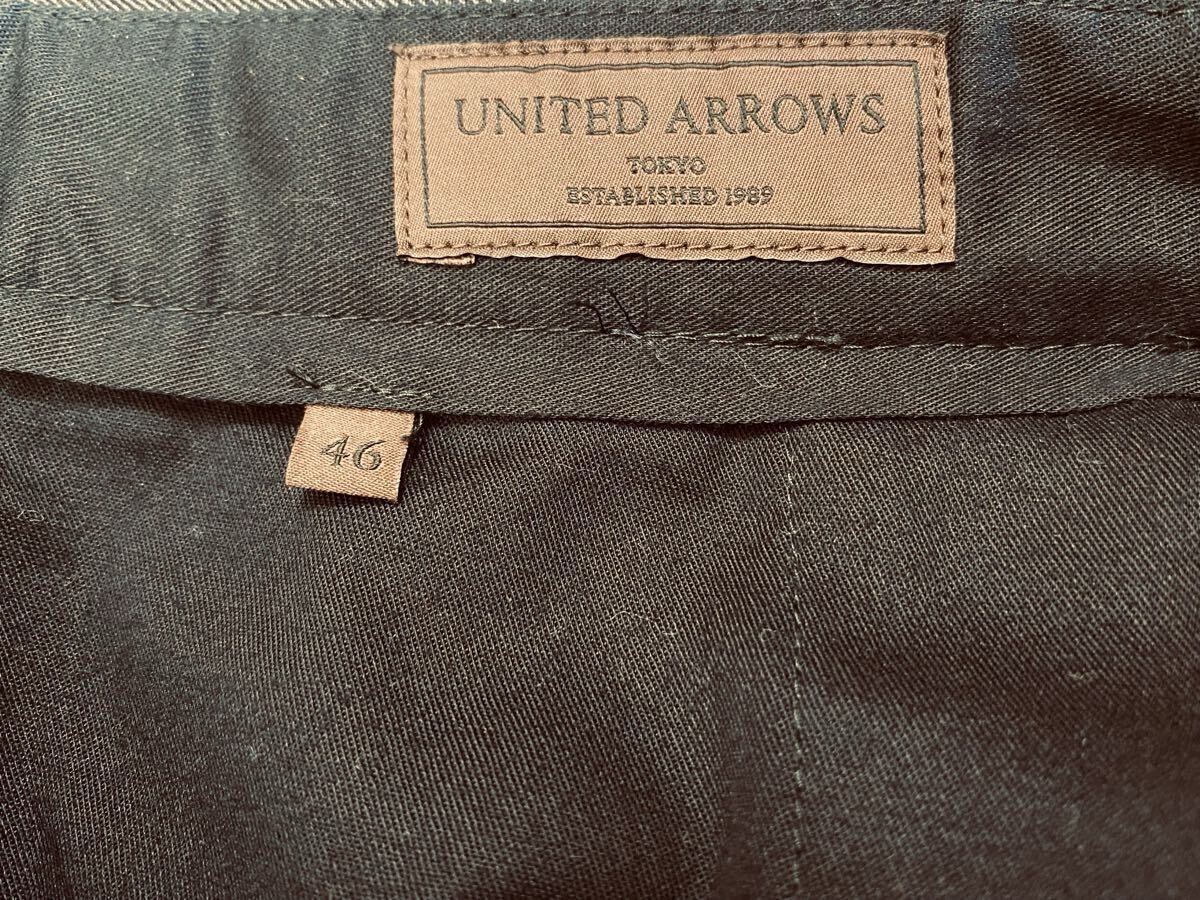 UNITED ARROWS
TOKYO
ESTABLISHED 1989
46